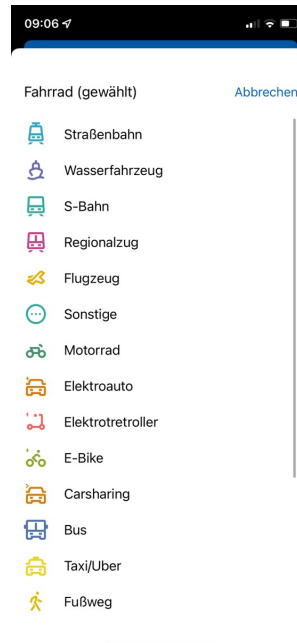 09:06
Fahrrad (gewählt) Abbrechen
Straßenbahn
Wasserfahrzeug
S-Bahn
Regionalzug
Flugzeug
Sonstige
Motorrad
Elektroauto
Elektrotretroller
E-Bike
Carsharing
Bus
Taxi/Uber
Fußweg